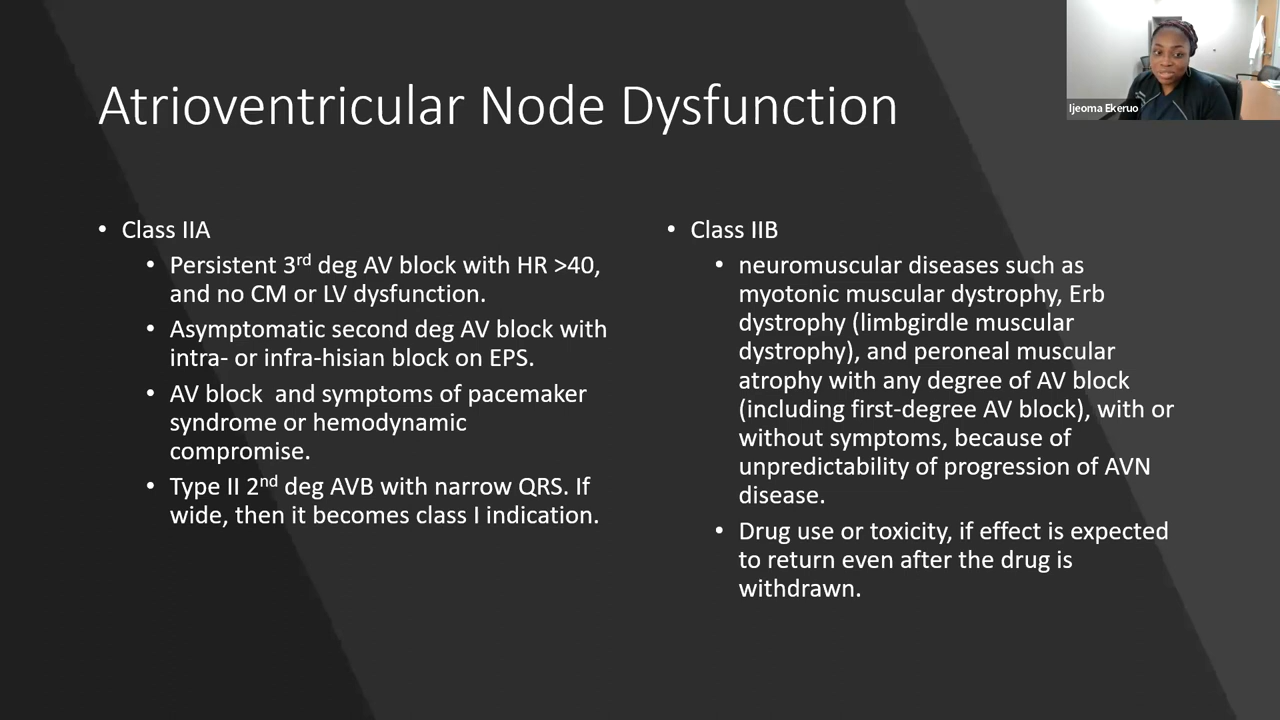 Atrioventricular Node Dysfunction
Ijeoma Ekeruo
• Class IIA
• Persistent 3rd deg AV block with HR >40,
and no CM or LV dysfunction.
• Asymptomatic second deg AV block with
intra- or infra-hisian block on EPS.
• AV block  and symptoms of pacemaker
syndrome or hemodynamic
compromise.
• Type II 2nd deg AVB with narrow QRS. If
wide, then it becomes class I indication.
• Class IIB
• neuromuscular diseases such as
myotonic muscular dystrophy, Erb
dystrophy (limbgirdle muscular
dystrophy), and peroneal muscular
atrophy with any degree of AV block
(including first-degree AV block), with or
without symptoms, because of
unpredictability of progression of AVN
disease.
• Drug use or toxicity, if effect is expected
to return even after the drug is
withdrawn.